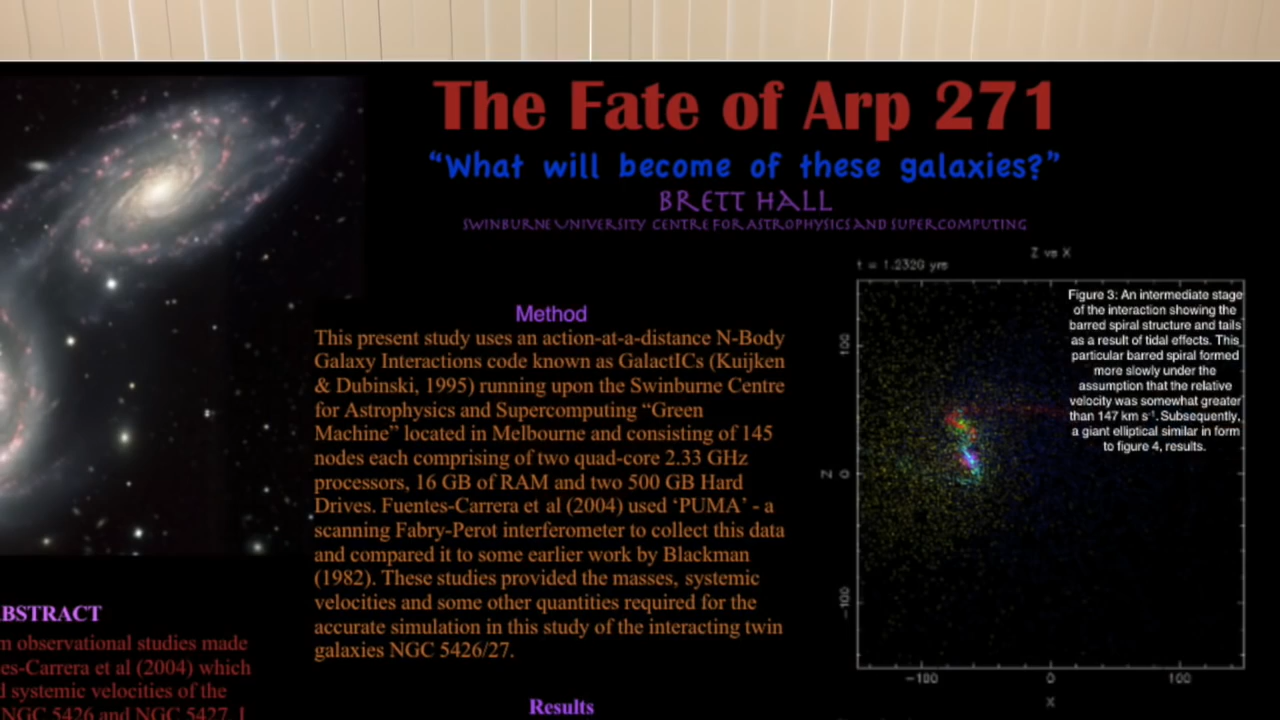 The Fate of Arp 271
“What will become of these galaxies?”
BRETT HALL
SWINBURNE UNIVERSITY CENTRE FOR ASTROPHYSICS AND SUPERCOMPUTING
Method
This present study uses an action-at-a-distance N-Body
Galaxy Interactions code known as GalactICs (Kuijken
& Dubinski, 1995) running upon the Swinburne Centre
for Astrophysics and Supercomputing “Green
Machine” located in Melbourne and consisting of 145
nodes each comprising of two quad-core 2.33 GHz
processors, 16 GB of RAM and two 500 GB Hard
Drives. Fuentes-Carrera et al (2004) used ‘PUMA’ - a
scanning Fabry-Perot interferometer to collect this data
and compared it to some earlier work by Blackman
(1982). These studies provided the masses, systemic
velocities and some other quantities required for the
accurate simulation in this study of the interacting twin
galaxies NGC 5426/27.
Results
Z vs X
t = 1.2320 yrs
Figure 3: An intermediate stage
of the interaction showing the
barred spiral structure and tails
as a result of tidal effects. This
particular barred spiral formed
more slowly under the
assumption that the relative
velocity was somewhat greater
than 147 km s⁻¹. Subsequently,
a giant elliptical similar in form
to figure 4, results.
100
Z 0
-100
-100 0 100
X
BSTRACT
m observational studies made
es-Carrera et al (2004) which
d systemic velocities of the
NGC 5426 and NGC 5427. I